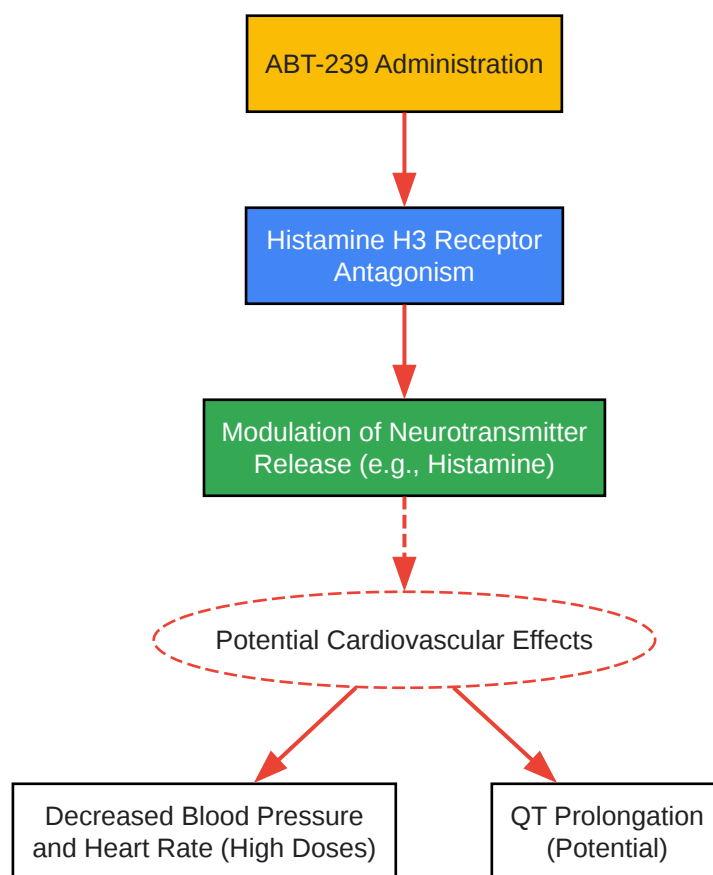 ABT-239 Administration
Histamine H3 Receptor
Antagonism
Modulation of Neurotransmitter
Release (e.g., Histamine)
Potential Cardiovascular Effects
Decreased Blood Pressure
and Heart Rate (High Doses)
QT Prolongation
(Potential)